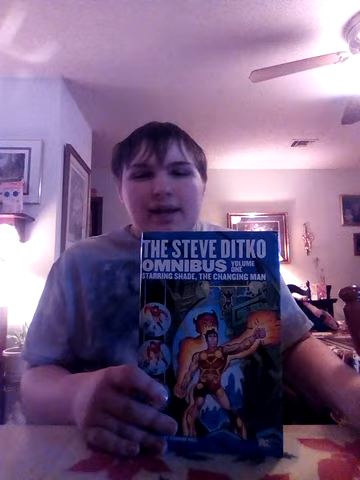 THE STEVE DITKO
OMNIBUS VOLUME ONE
STARRING SHADE, THE CHANGING MAN